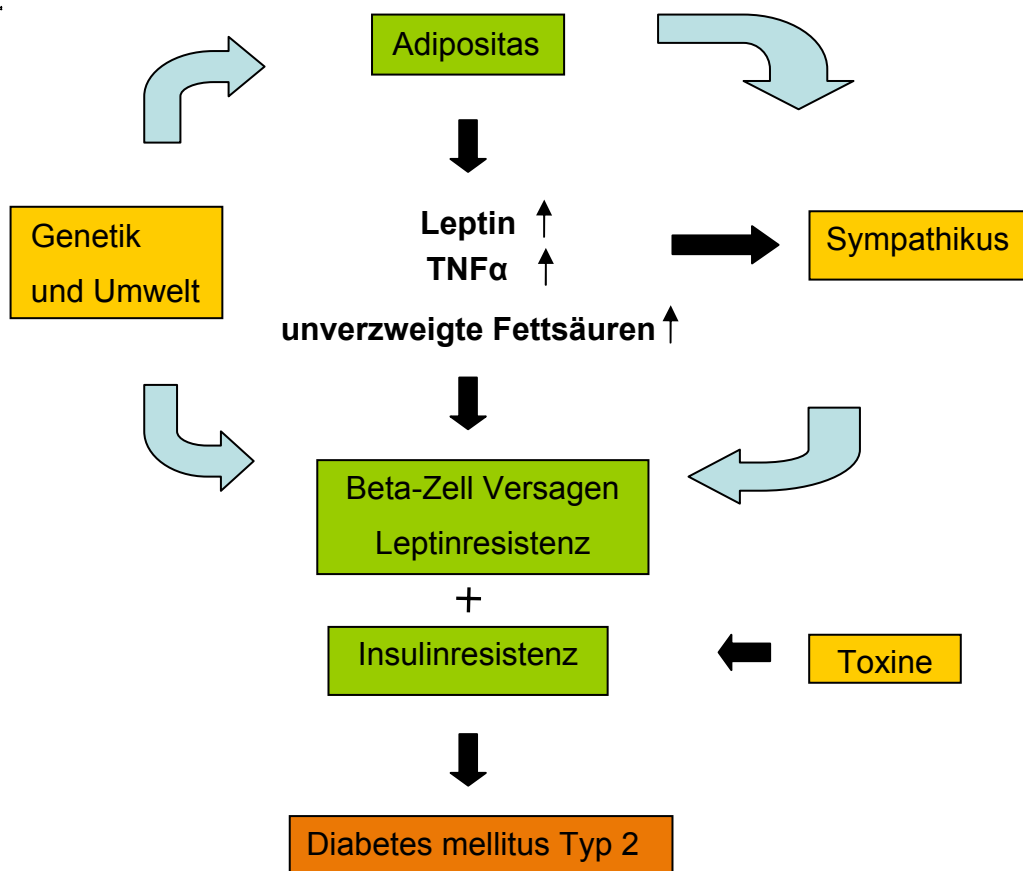 Adipositas
Genetik
und Umwelt
Leptin ↑
TNFα ↑
unverzweigte Fettsäuren ↑
Sympathikus
Beta-Zell Versagen
Leptinresistenz
+
Insulinresistenz
Toxine
Diabetes mellitus Typ 2